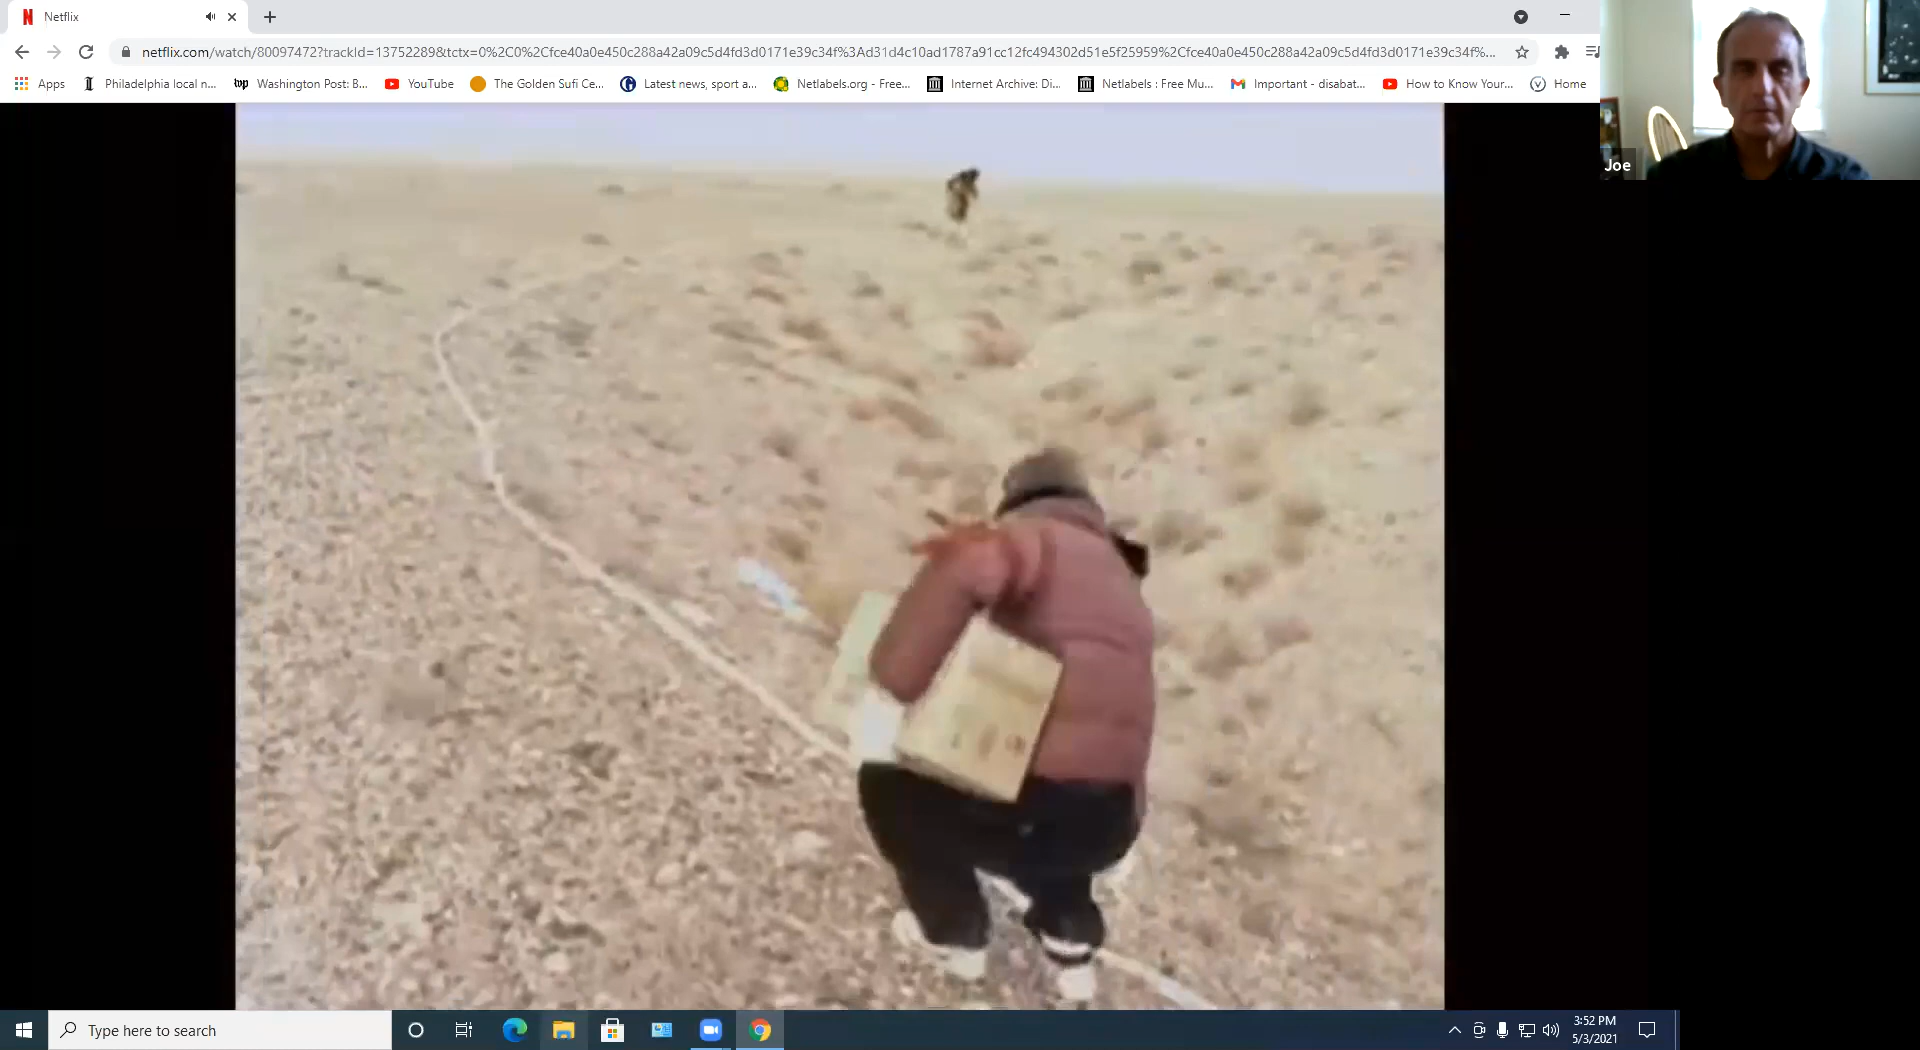 Netflix
netflix.com/watch/80097472?trackId=13752289&tctx=0%2C0%2Cfce40a0e450c288a42a09c5d4fd3d0171e39c34f%3Ad31d4c10ad1787a91cc12fc494302d51e5f25959%2Cfce40a0e450c288a42a09c5d4fd3d0171e39c34f%...
Apps Philadelphia local n... wp Washington Post: B... YouTube The Golden Sufi Ce... Latest news, sport a... Netlabels.org - Free... Internet Archive: Di... Netlabels : Free Mu... Important - disabat... How to Know Your... Home
Joe
Type here to search
3:52 PM
5/3/2021